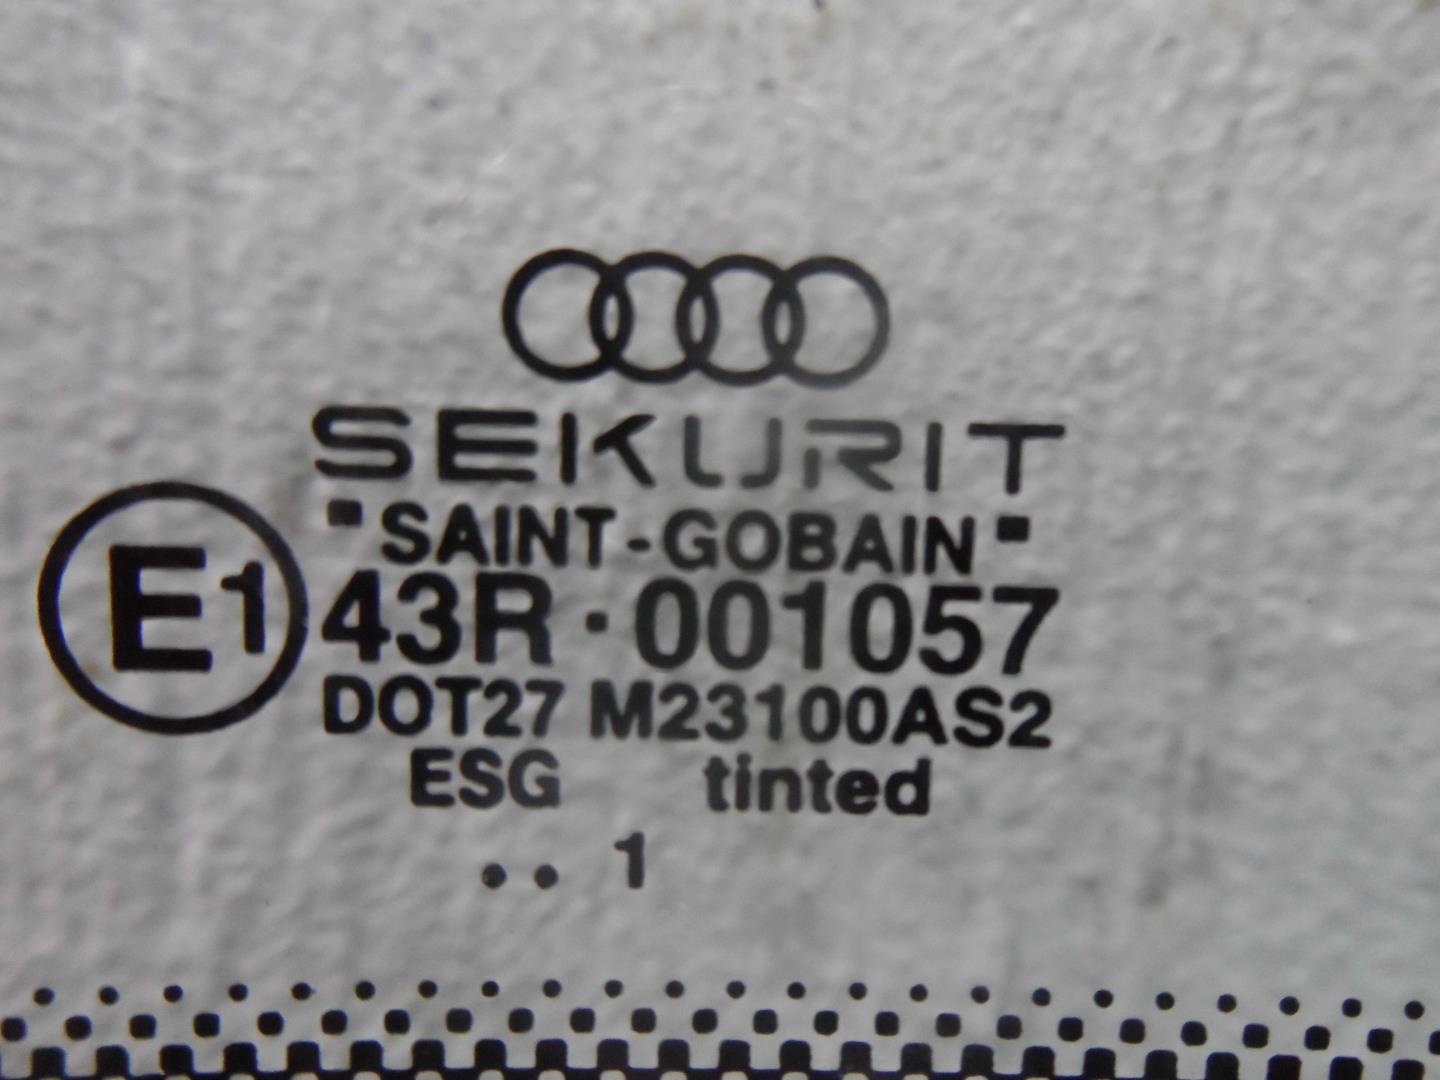 SEKURIT
"SAINT-GOBAIN"
E1 43R · 001057
DOT27 M23100AS2
ESG tinted
.. 1